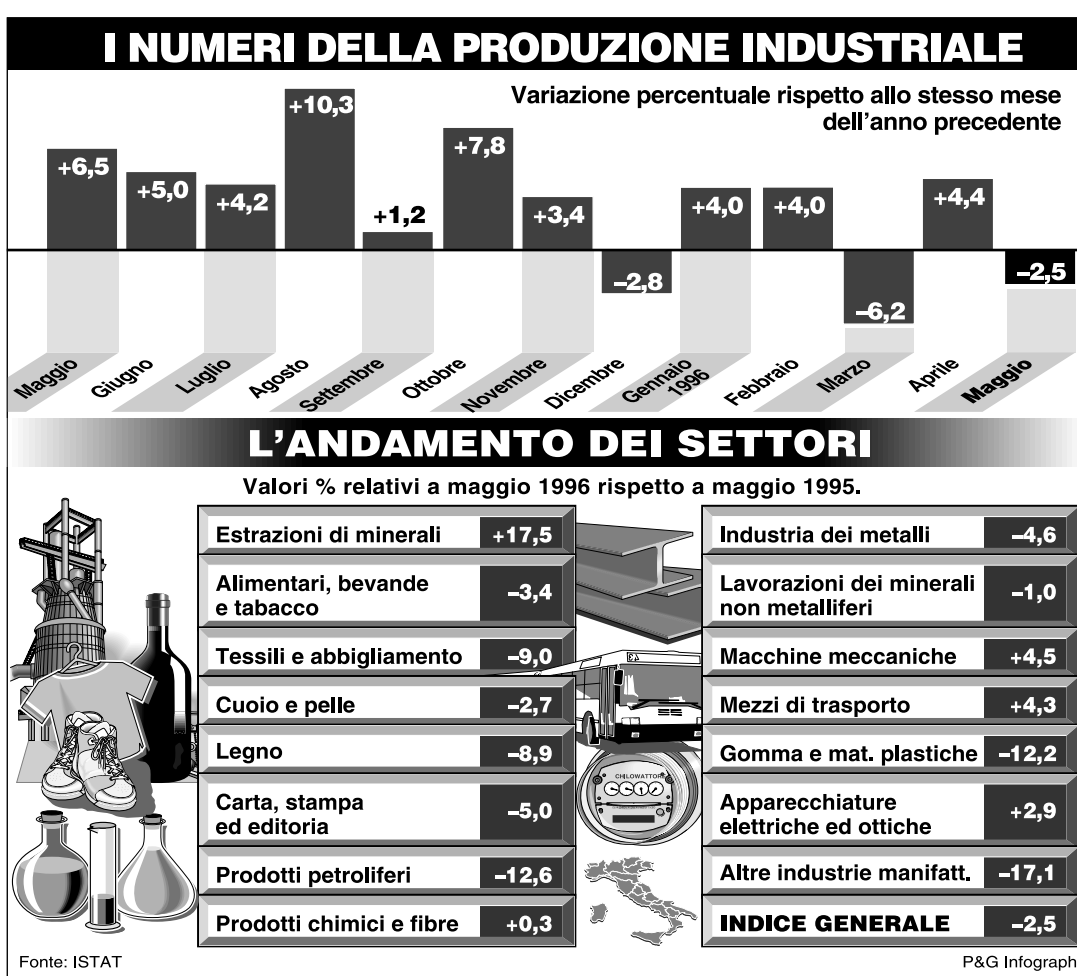 I NUMERI DELLA PRODUZIONE INDUSTRIALE
Variazione percentuale rispetto allo stesso mese
dell'anno precedente
+6,5
+5,0
+4,2
+10,3
+1,2
+7,8
+3,4
–2,8
+4,0
+4,0
–6,2
+4,4
–2,5
Maggio
Giugno
Luglio
Agosto
Settembre
Ottobre
Novembre
Dicembre
Gennaio
1996
Febbraio
Marzo
Aprile
Maggio
L'ANDAMENTO DEI SETTORI
Valori % relativi a maggio 1996 rispetto a maggio 1995.
Estrazioni di minerali +17,5
Alimentari, bevande
e tabacco –3,4
Tessili e abbigliamento –9,0
Cuoio e pelle –2,7
Legno –8,9
Carta, stampa
ed editoria –5,0
Prodotti petroliferi –12,6
Prodotti chimici e fibre +0,3
CHILOWATTORE
Industria dei metalli –4,6
Lavorazioni dei minerali
non metalliferi –1,0
Macchine meccaniche +4,5
Mezzi di trasporto +4,3
Gomma e mat. plastiche –12,2
Apparecchiature
elettriche ed ottiche +2,9
Altre industrie manifatt. –17,1
INDICE GENERALE –2,5
Fonte: ISTAT
P&G Infograph